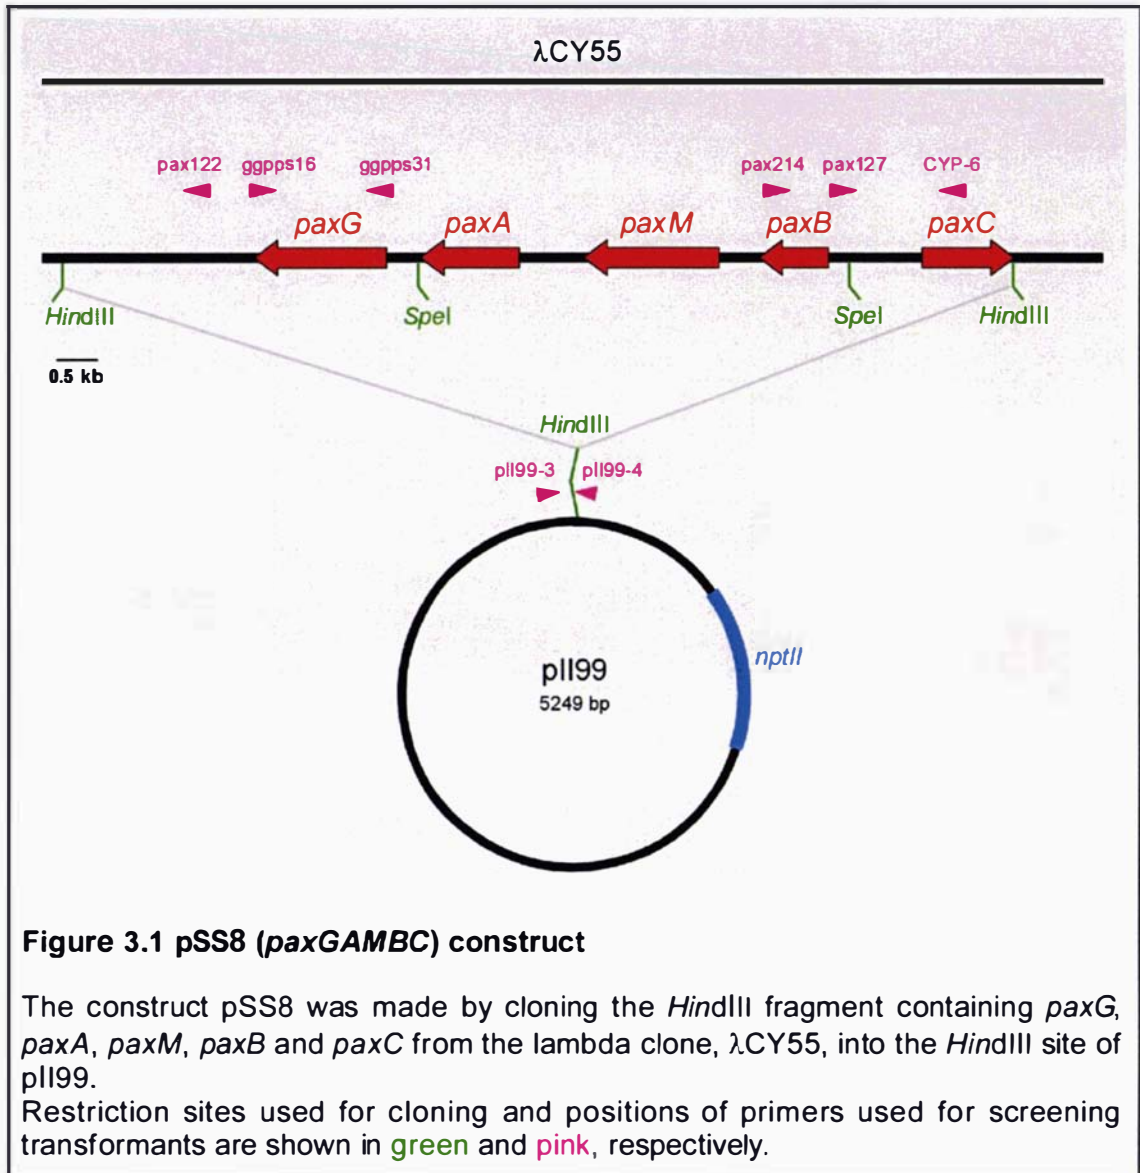 λCY55
pax122 ggpps16 ggpps31 pax214 pax127 CYP-6
paxG paxA paxM paxB paxC
HindIII SpeI SpeI HindIII
0.5 kb
HindIII
pII99-3 pII99-4
pII99
5249 bp
nptII
Figure 3.1 pSS8 (paxGAMBC) construct
The construct pSS8 was made by cloning the HindIII fragment containing paxG,
paxA, paxM, paxB and paxC from the lambda clone, λCY55, into the HindIII site of
pII99.
Restriction sites used for cloning and positions of primers used for screening
transformants are shown in green and pink, respectively.